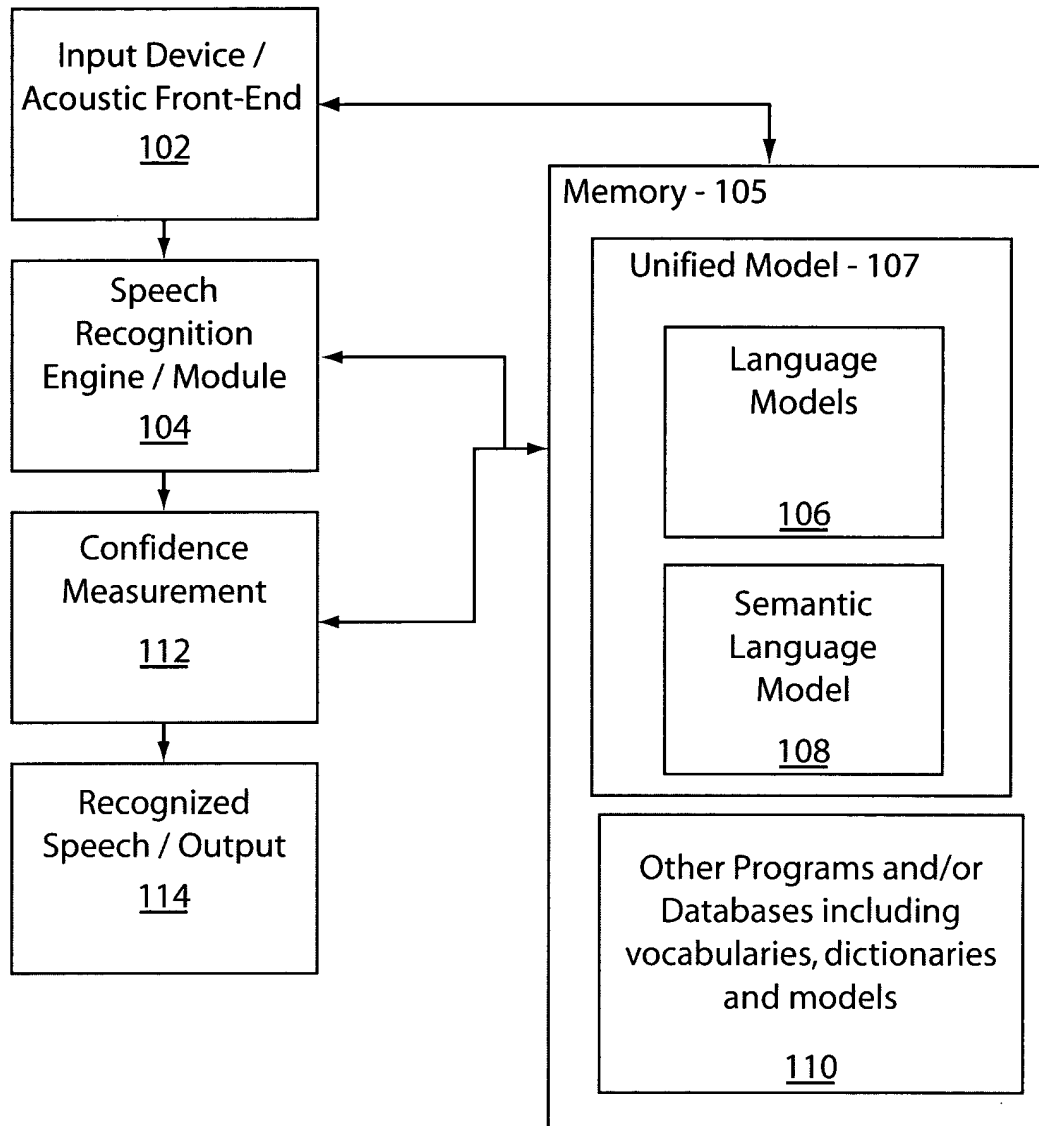 Input Device /
Acoustic Front-End
102
Speech
Recognition
Engine / Module
104
Confidence
Measurement
112
Recognized
Speech / Output
114
Memory - 105
Unified Model - 107
Language
Models
106
Semantic
Language
Model
108
Other Programs and/or
Databases including
vocabularies, dictionaries
and models
110